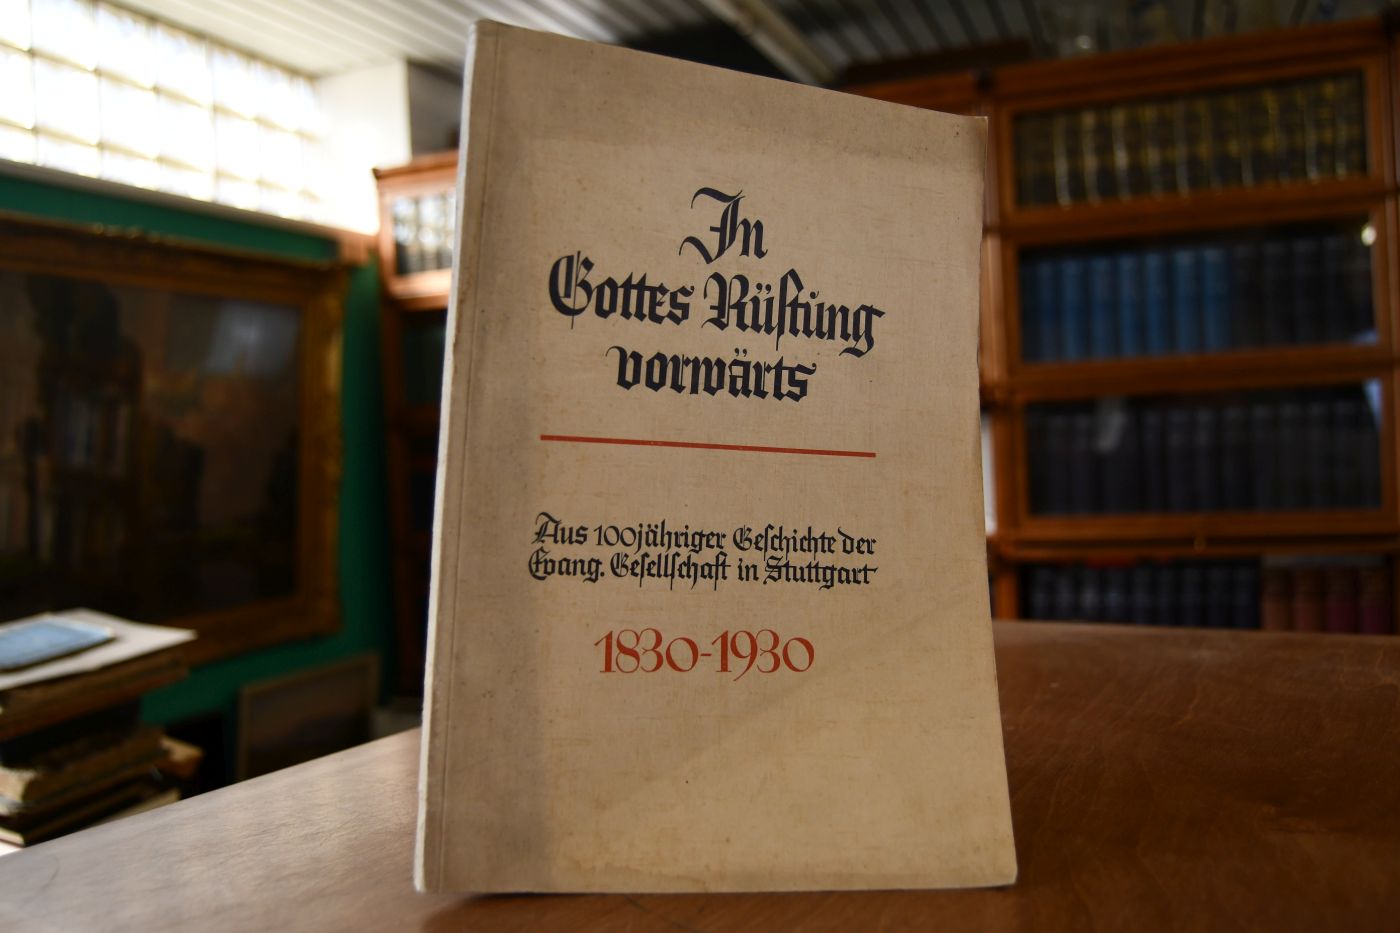 In
Gottes Rüstung
vorwärts
Aus 100jähriger Geschichte der
Evang. Gesellschaft in Stuttgart
1830-1930